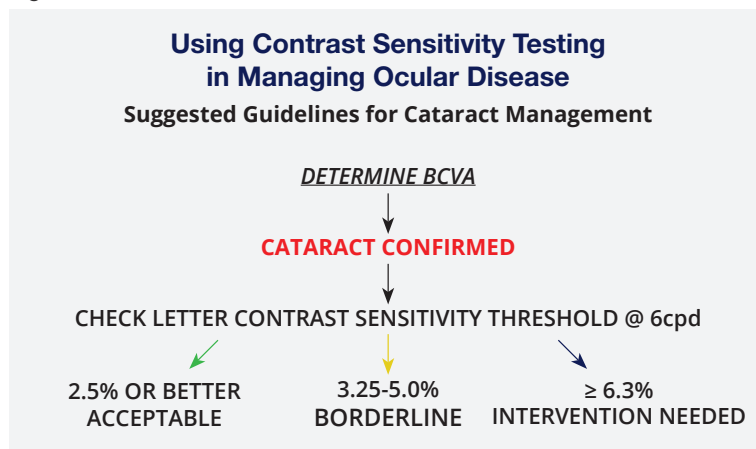 Using Contrast Sensitivity Testing
in Managing Ocular Disease
Suggested Guidelines for Cataract Management
DETERMINE BCVA
CATARACT CONFIRMED
CHECK LETTER CONTRAST SENSITIVITY THRESHOLD @ 6cpd
2.5% OR BETTER
ACCEPTABLE
3.25-5.0%
BORDERLINE
≥ 6.3%
INTERVENTION NEEDED